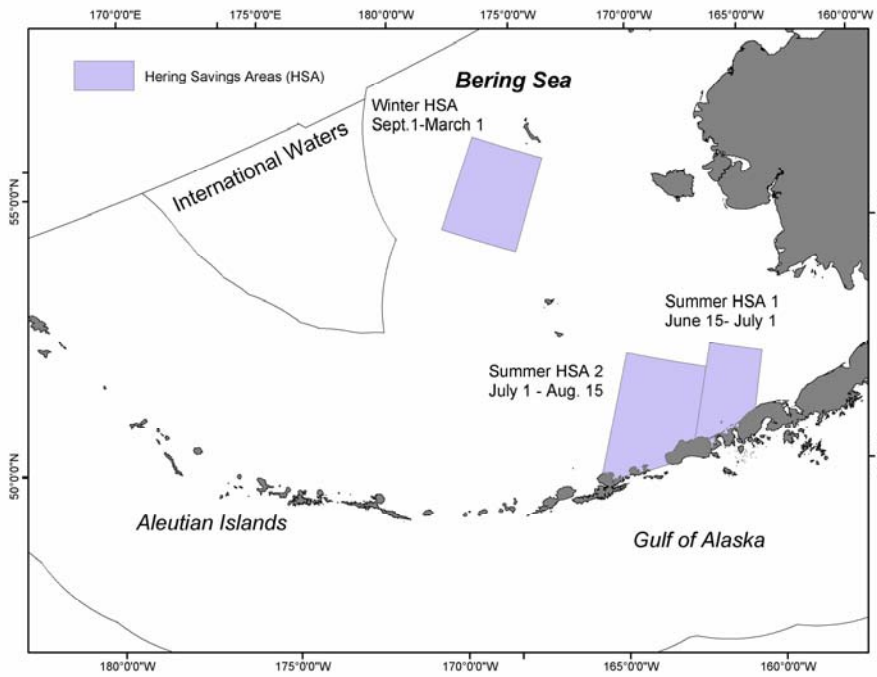 170°0'0"E 175°0'0"E 180°0'0"W 175°0'0"W 170°0'0"W 165°0'0"W 160°0'0"W
Hering Savings Areas (HSA)
Bering Sea
Winter HSA
Sept.1-March 1
International Waters
55°0'0"N
Summer HSA 1
June 15- July 1
Summer HSA 2
July 1 - Aug. 15
50°0'0"N
Aleutian Islands
Gulf of Alaska
180°0'0"W 175°0'0"W 170°0'0"W 165°0'0"W 160°0'0"W